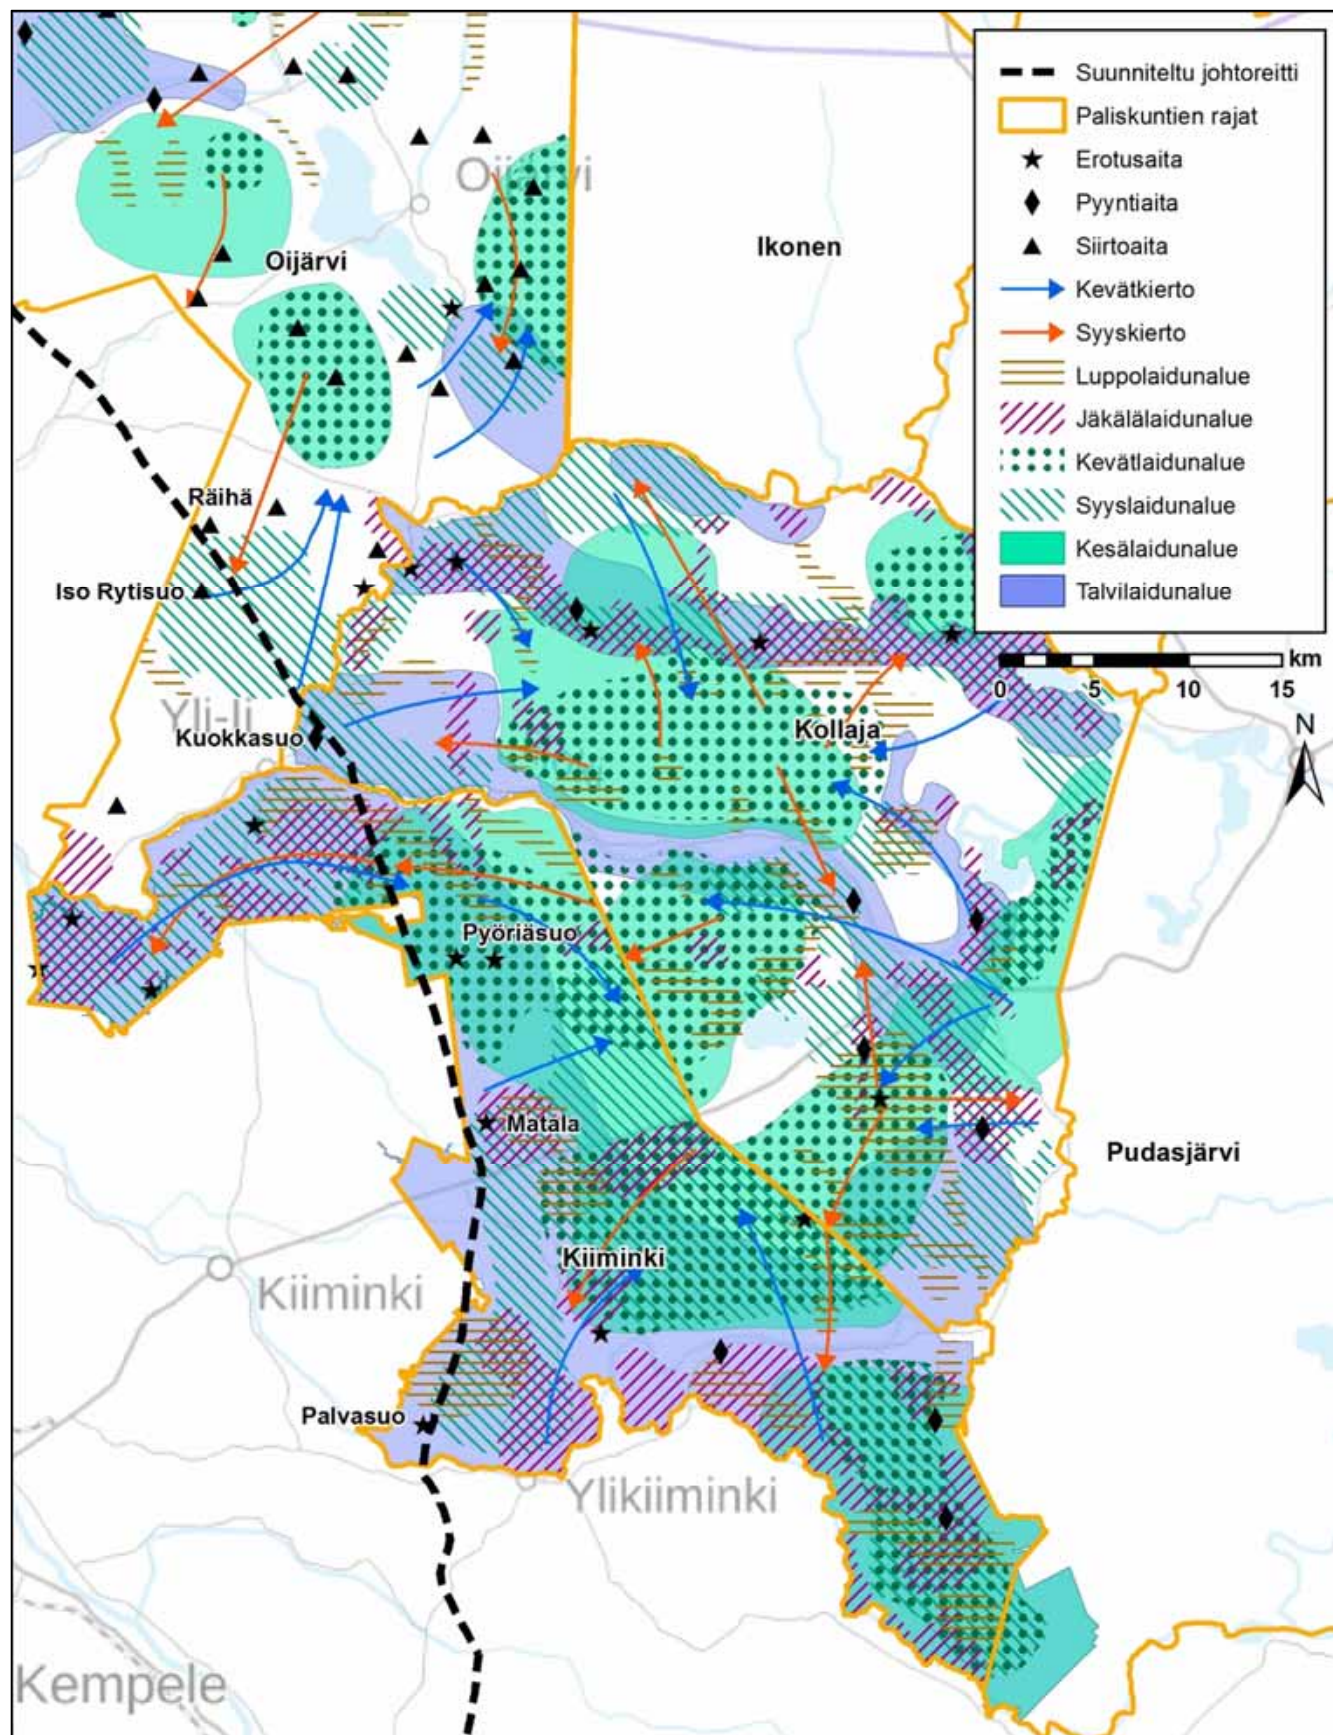 Suunniteltu johtoreitti
Paliskuntien rajat
Erotusaita
Pyyntiaita
Siirtoaita
Kevätkierto
Syyskierto
Luppolaidunalue
Jäkälälaidunalue
Kevätlaidunalue
Syyslaidunalue
Kesälaidunalue
Talvilaidunalue
km
0 5 10 15
N
Oijärvi
Ikonen
Oijärvi
Räihä
Iso Rytisuo
Yli-Ii
Kuokkasuo
Kollaja
Pyöriäsuo
Matala
Pudasjärvi
Kiiminki
Kiiminki
Palvasuo
Ylikiiminki
Kempele